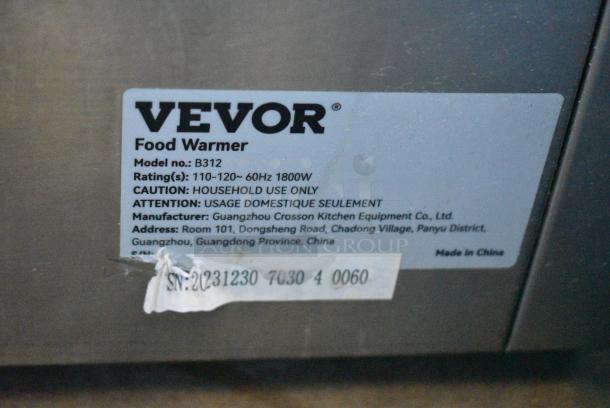 VEVOR®
Food Warmer
Model no.: B312
Rating(s): 110-120~ 60Hz 1800W
CAUTION: HOUSEHOLD USE ONLY
ATTENTION: USAGE DOMESTIQUE SEULEMENT
Manufacturer: Guangzhou Crosson Kitchen Equipment Co., Ltd.
Address: Room 101, Dongsheng Road, Chadong Village, Panyu District,
Guangzhou, Guangdong Province, China
AUCTION GROUP
S/N:
Made in China
SN:20231230 7030 4 0060